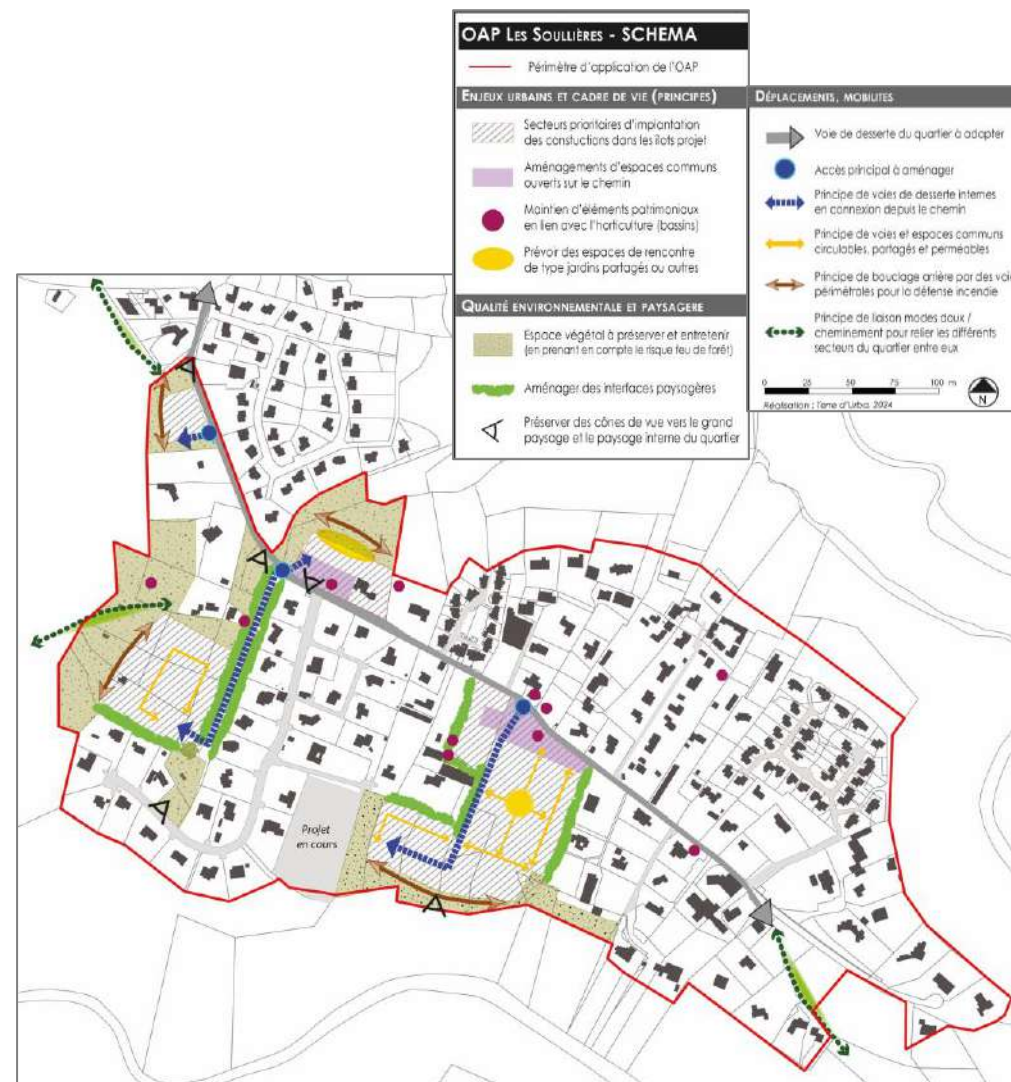 OAP LES SOULLIÈRES - SCHEMA
Périmètre d'application de l'OAP
ENJEUX URBAINS ET CADRE DE VIE (PRINCIPES)
Secteurs prioritaires d'implantation
des constuctions dans les îlots projet
Aménagements d'espaces communs
ouverts sur le chemin
Maintien d'éléments patrimoniaux
en lien avec l'horticulture (bassins)
Prévoir des espaces de rencontre
de type jardins partagés ou autres
QUALITÉ ENVIRONNEMENTALE ET PAYSAGERE
Espace végétal à préserver et entretenir
(en prenant en compte le risque feu de forêt)
Aménager des interfaces paysagères
Préserver des cônes de vue vers le grand
paysage et le paysage interne du quartier
DÉPLACEMENTS, MOBILITES
Voie de desserte du quartier à adapter
Accès principal à aménager
Principe de voies de desserte internes
en connexion depuis le chemin
Principe de voies et espaces communs
circulables, partagés et perméables
Principe de bouclage arrière par des voie
périmétrales pour la défense incendie
Principe de liaison modes doux /
cheminement pour relier les différents
secteurs du quartier entre eux
0 25 50 75 100 m
N
Réalisation : Terre d'Urba, 2024
Projet
en cours